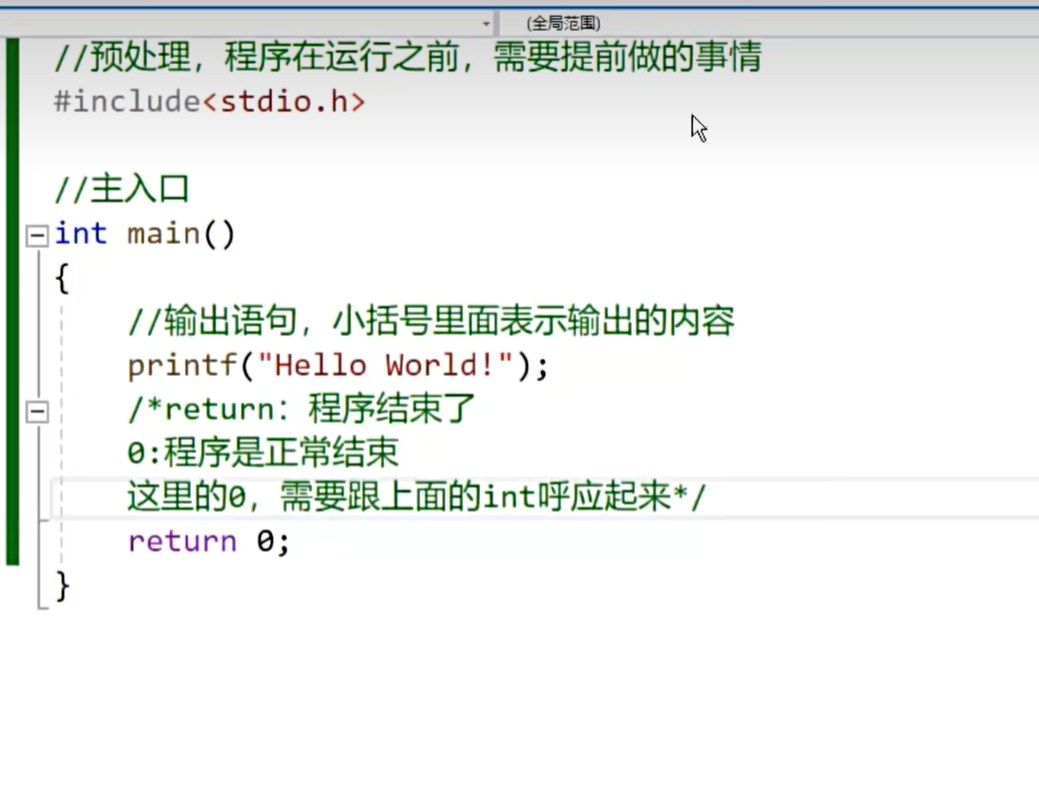 (全局范围)
//预处理，程序在运行之前，需要提前做的事情
#include<stdio.h>
//主入口
int main()
{
//输出语句，小括号里面表示输出的内容
printf("Hello World!");
/*return：程序结束了
0:程序是正常结束
这里的0，需要跟上面的int呼应起来*/
return 0;
}